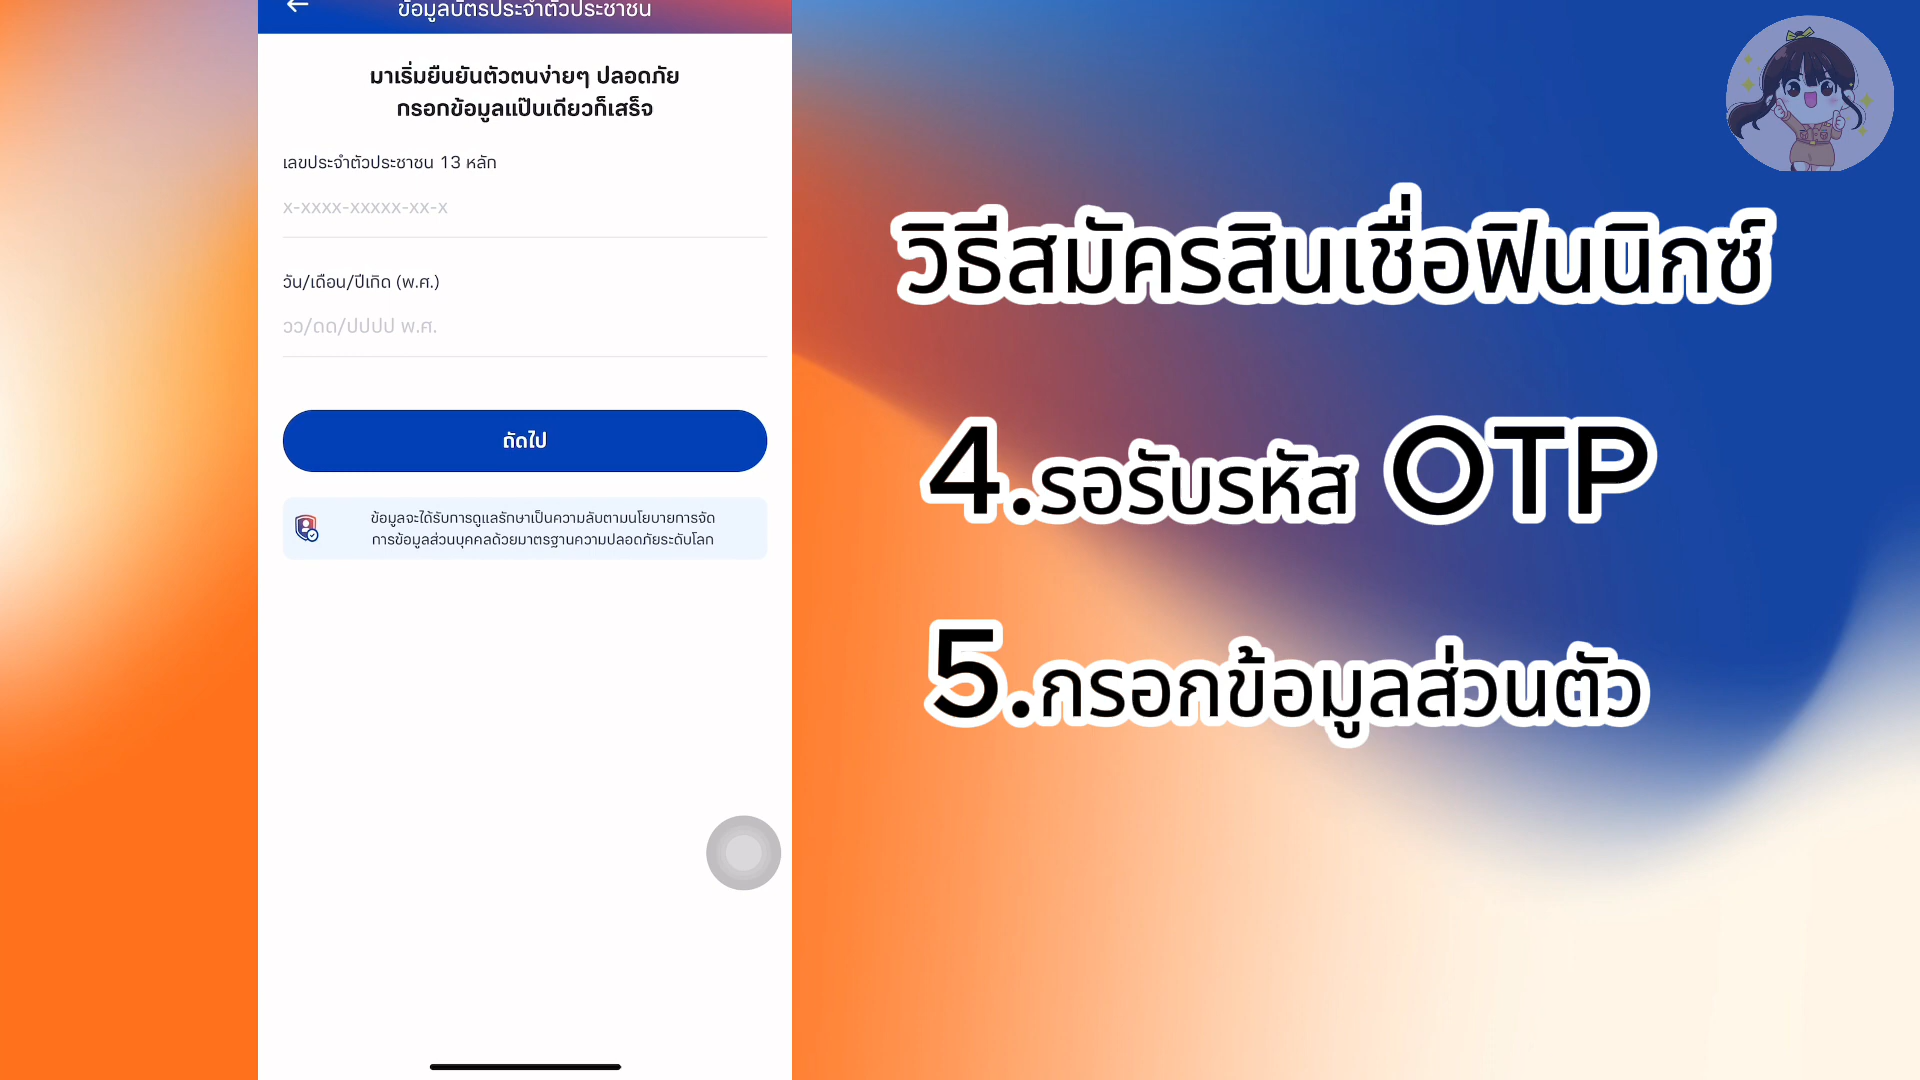 ข้อมูลบัตรประจำตัวประชาชน
มาเริ่มยืนยันตัวตนง่ายๆ ปลอดภัย
กรอกข้อมูลแป๊บเดียวก็เสร็จ
เลขประจำตัวประชาชน 13 หลัก
x-xxxx-xxxxx-xx-x
วัน/เดือน/ปีเกิด (พ.ศ.)
วว/ดด/ปปปป พ.ศ.
ถัดไป
ข้อมูลจะได้รับการดูแลรักษาเป็นความลับตามนโยบายการจัด
การข้อมูลส่วนบุคคลด้วยมาตรฐานความปลอดภัยระดับโลก
วิธีสมัครสินเชื่อฟินนิกซ์
4.รอรับรหัส OTP
5.กรอกข้อมูลส่วนตัว